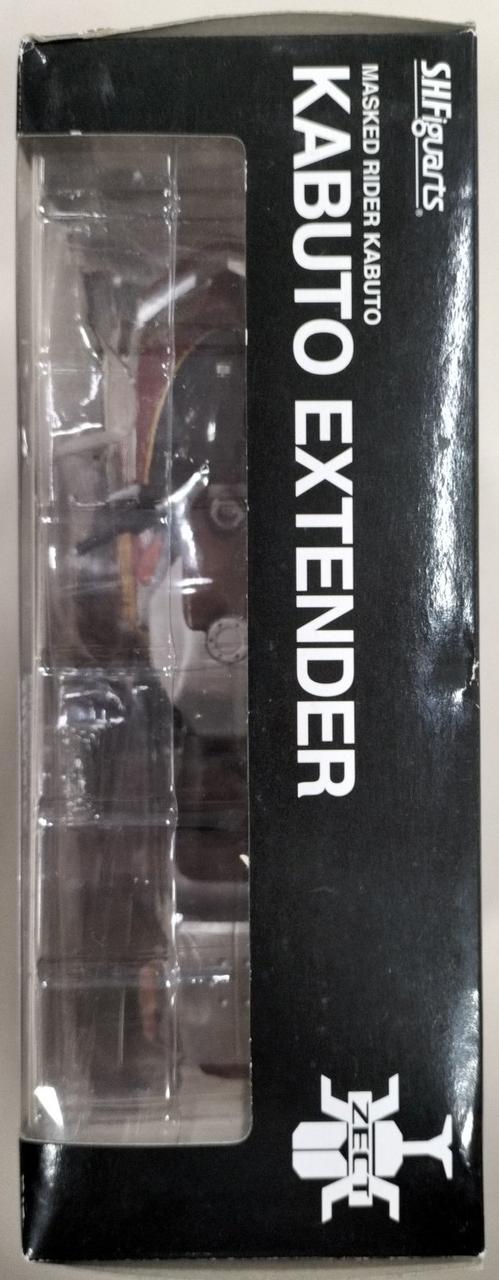 S.H.Figuarts®
MASKED RIDER KABUTO
KABUTO EXTENDER
ZECT